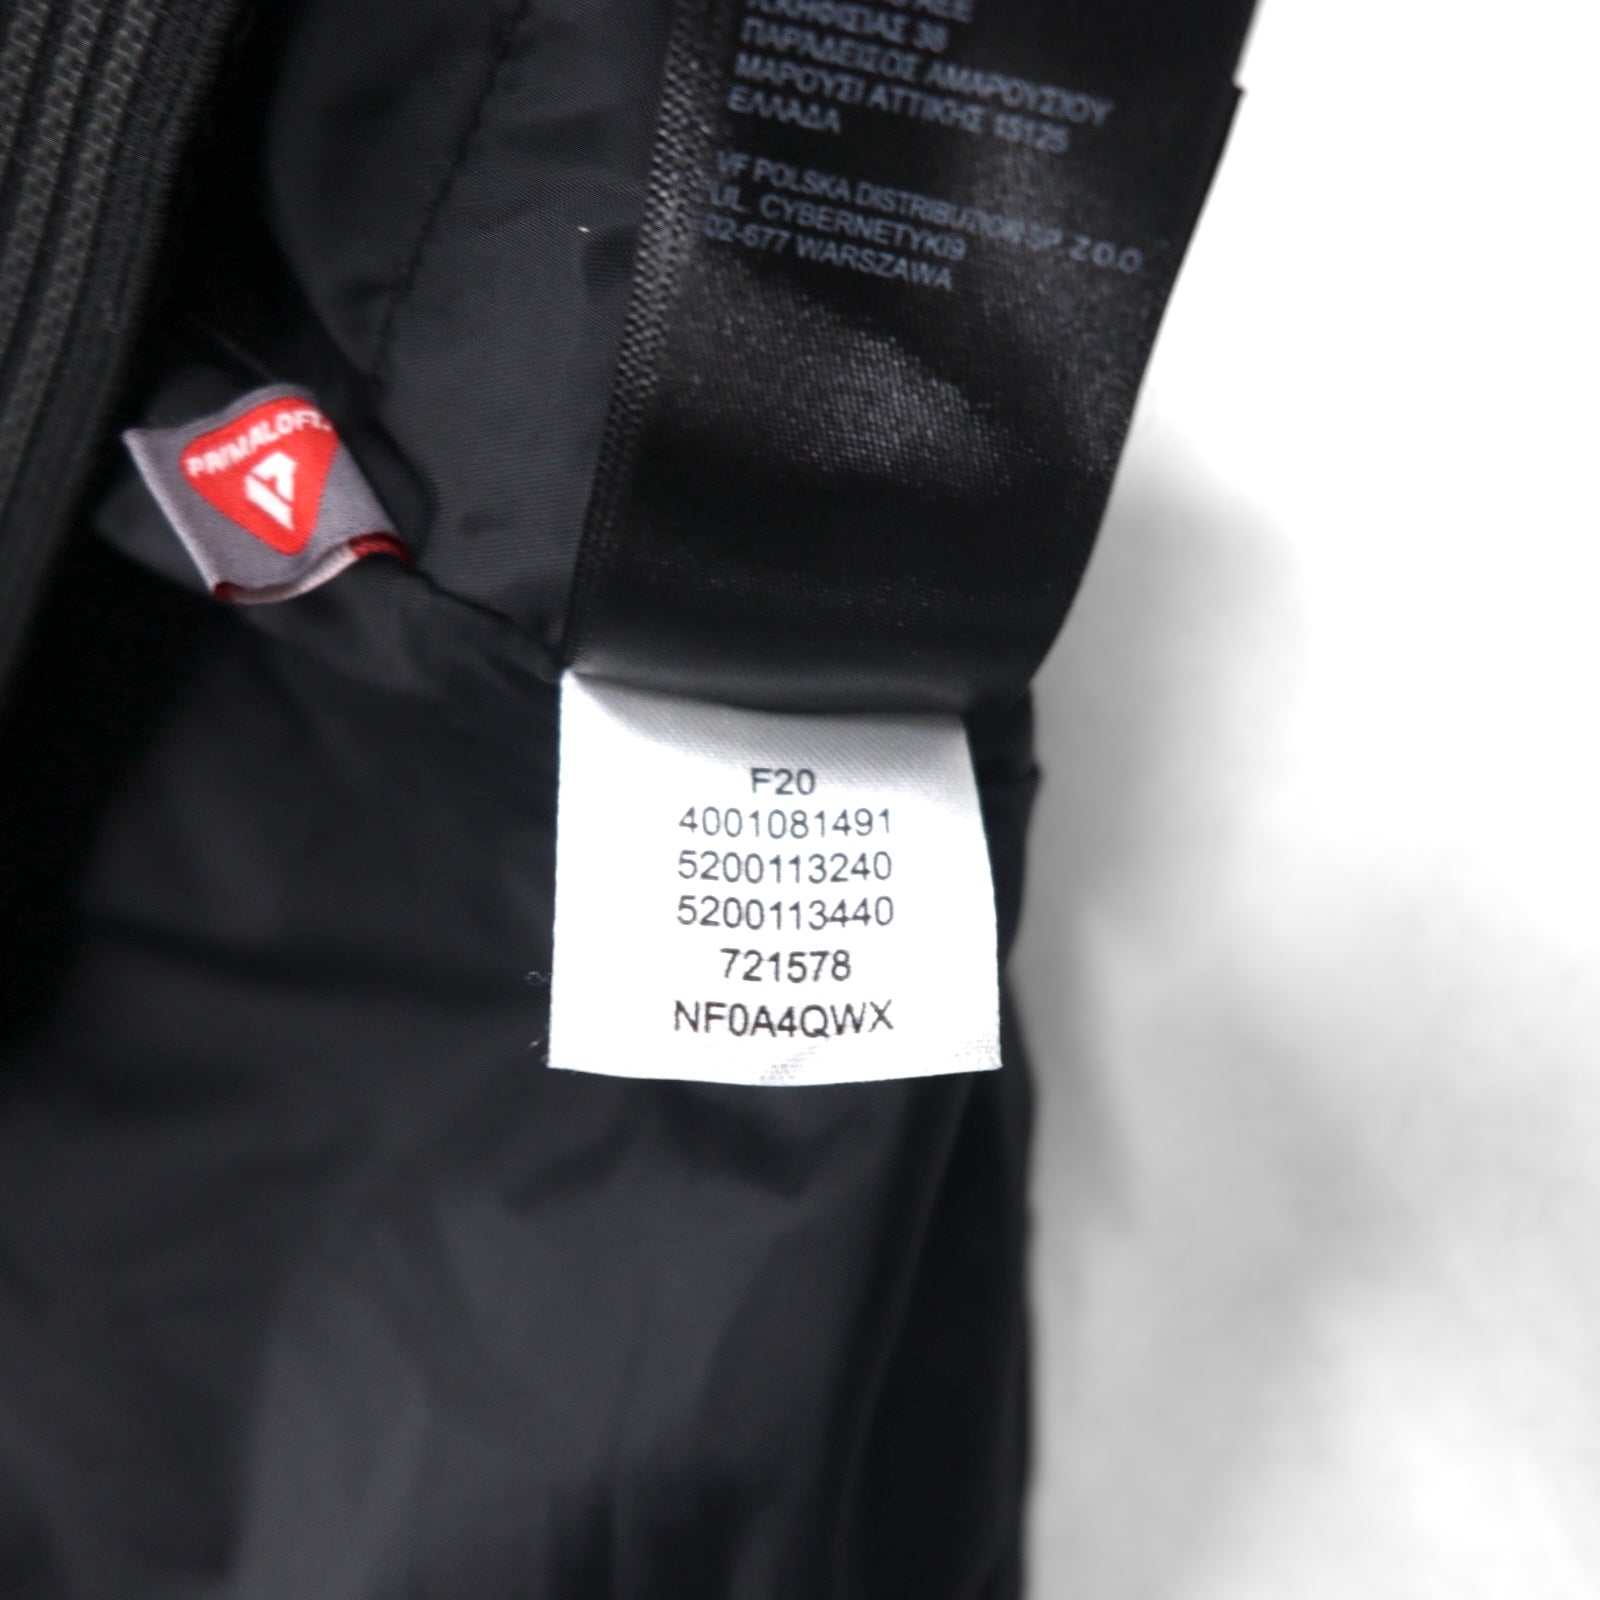 ΠΑΡΑΔΕΙΣΟΣ ΑΜΑΡΟΥΣΙΟΥ
ΜΑΡΟΥΣΙ ΑΤΤΙΚΗΣ 15125
ΕΛΛΑΔΑ
VF POLSKA DISTRIBUTION SP. Z O.O
UL. CYBERNETYKI9
02-677 WARSZAWA
PRIMALOFT
F20
4001081491
5200113240
5200113440
721578
NF0A4QWX